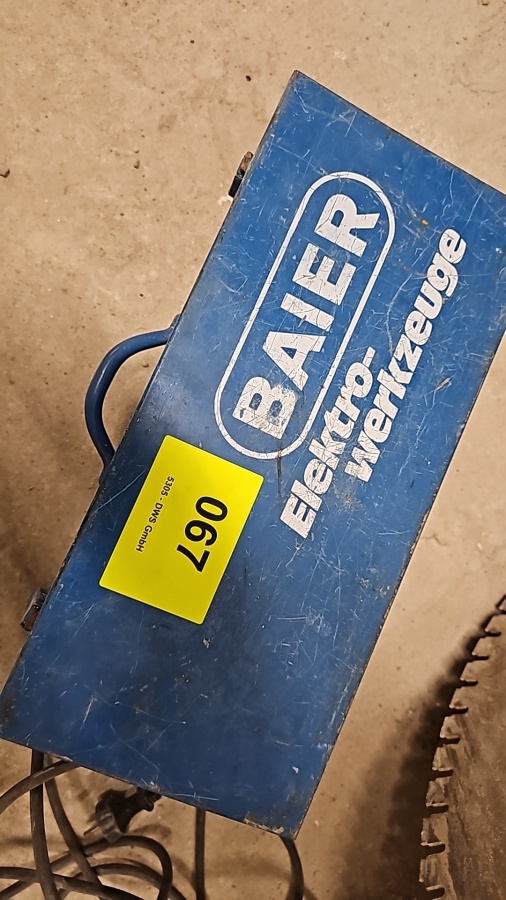 BAIER
Elektro-
werkzeuge
067
5305 - DWS GmbH